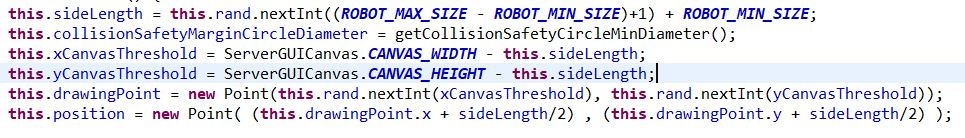 this.sideLength = this.rand.nextInt((ROBOT_MAX_SIZE - ROBOT_MIN_SIZE)+1) + ROBOT_MIN_SIZE;
this.collisionSafetyMarginCircleDiameter = getCollisionSafetyCircleMinDiameter();
this.xCanvasThreshold = ServerGUICanvas.CANVAS_WIDTH - this.sideLength;
this.yCanvasThreshold = ServerGUICanvas.CANVAS_HEIGHT - this.sideLength;
this.drawingPoint = new Point(this.rand.nextInt(xCanvasThreshold), this.rand.nextInt(yCanvasThreshold));
this.position = new Point( (this.drawingPoint.x + sideLength/2) , (this.drawingPoint.y + sideLength/2) );